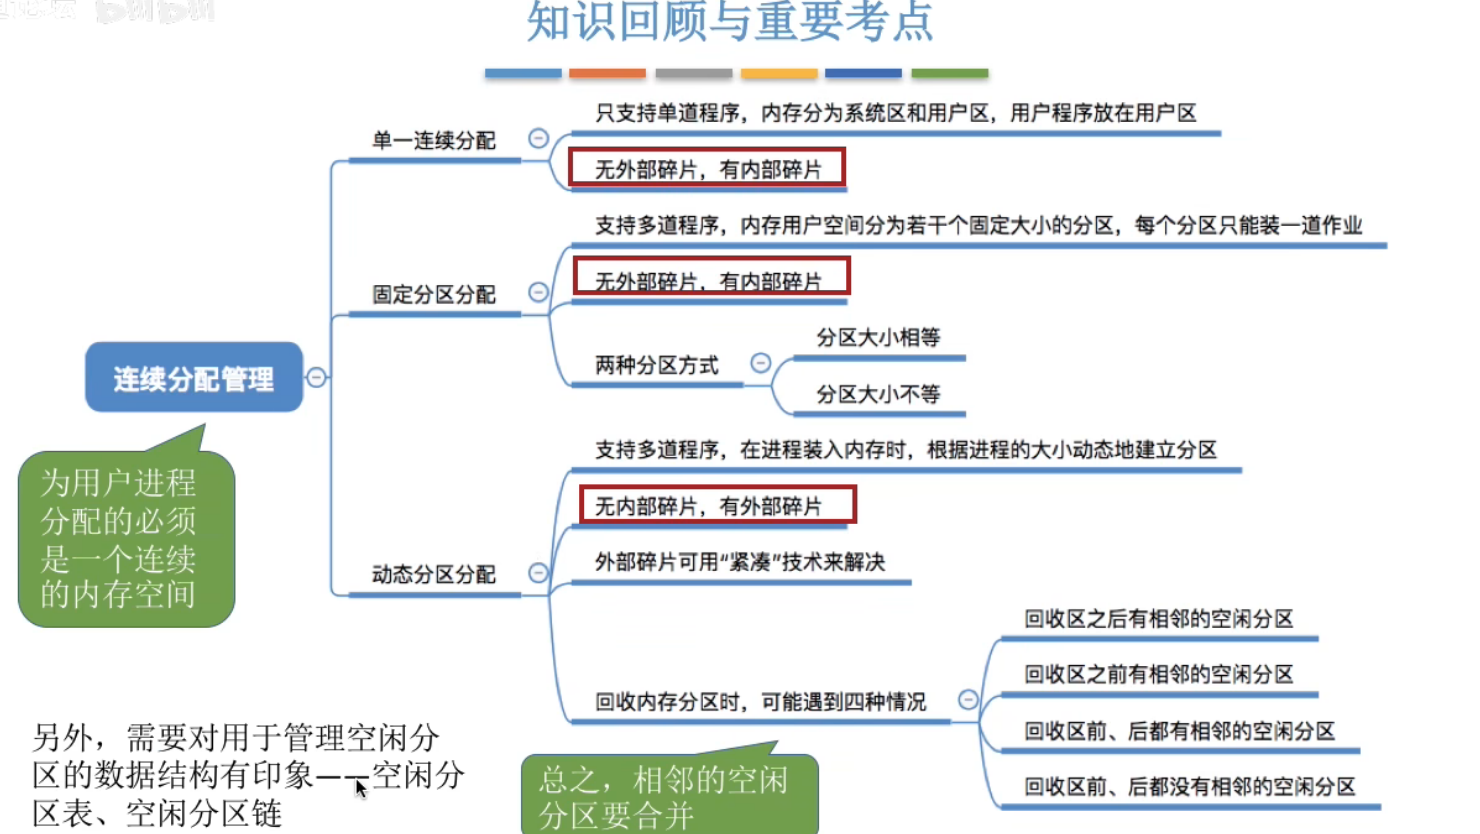 知识回顾与重要考点
只支持单道程序，内存分为系统区和用户区，用户程序放在用户区
单一连续分配
无外部碎片，有内部碎片
支持多道程序，内存用户空间分为若干个固定大小的分区，每个分区只能装一道作业
无外部碎片，有内部碎片
固定分区分配
分区大小相等
两种分区方式
分区大小不等
连续分配管理
为用户进程
分配的必须
是一个连续
的内存空间
支持多道程序，在进程装入内存时，根据进程的大小动态地建立分区
无内部碎片，有外部碎片
外部碎片可用“紧凑”技术来解决
动态分区分配
回收区之后有相邻的空闲分区
回收区之前有相邻的空闲分区
回收内存分区时，可能遇到四种情况
回收区前、后都有相邻的空闲分区
回收区前、后都没有相邻的空闲分区
另外，需要对用于管理空闲分
区的数据结构有印象——空闲分
区表、空闲分区链
总之，相邻的空闲
分区要合并